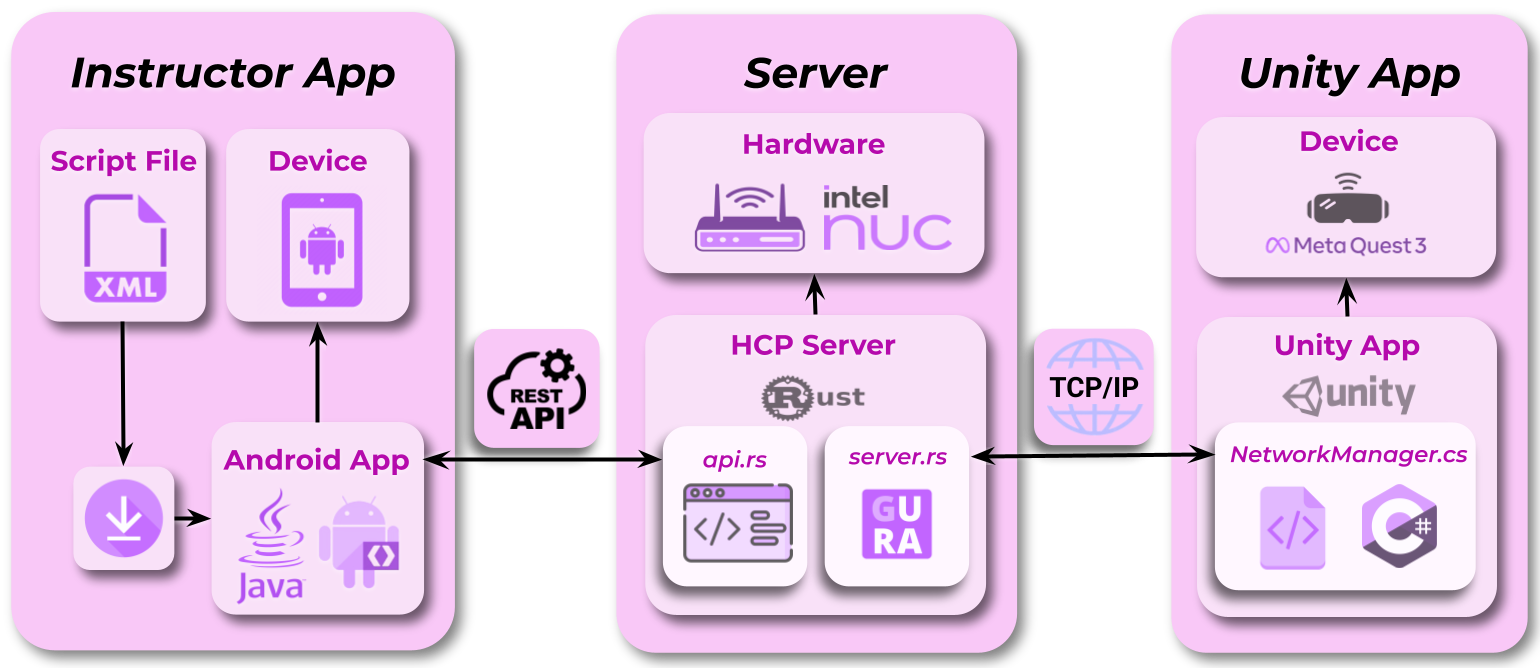 Instructor App
Script File
XML
Device
Android App
Java
REST
API
Server
Hardware
intel
nuc
HCP Server
Rust
api.rs
</>
server.rs
GU
RA
TCP/IP
Unity App
Device
Meta Quest 3
Unity App
unity
NetworkManager.cs
</>
C#